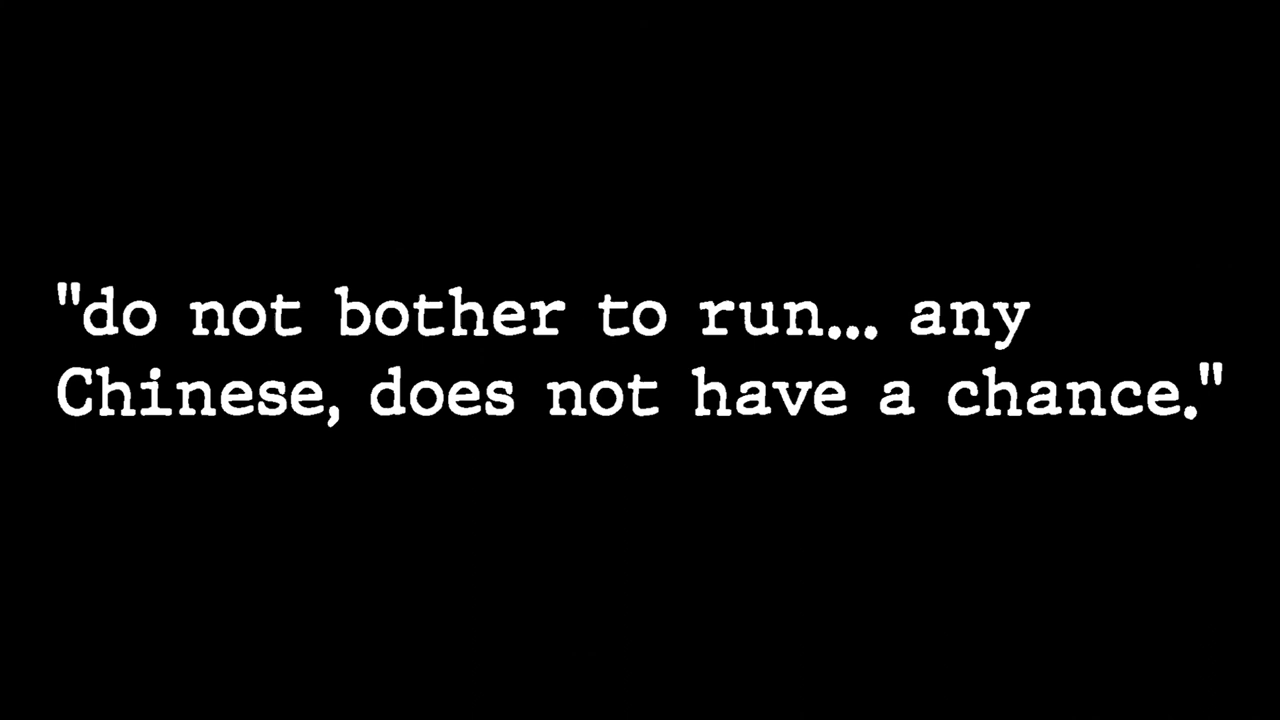 "do not bother to run... any
Chinese, does not have a chance."